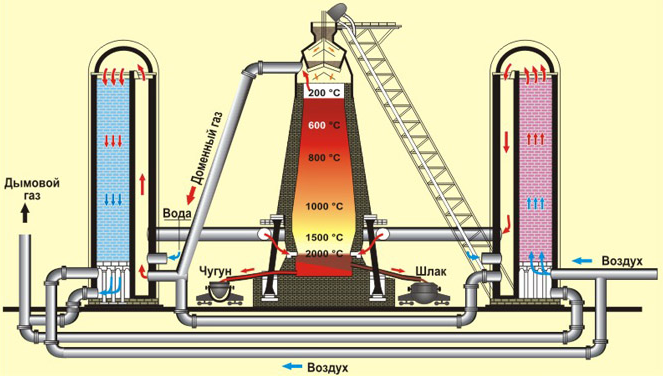 200 °C
600 °C
Доменный газ
800 °C
Дымовой
газ
1000 °C
Вода
1500 °C
2000 °C
Воздух
Чугун
Шлак
Воздух